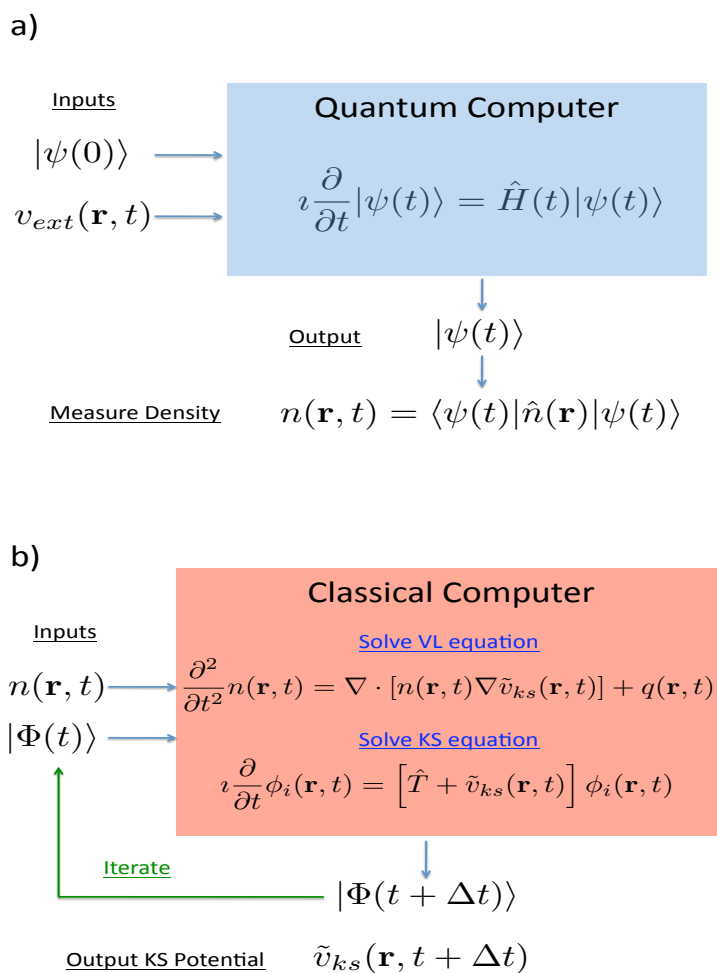 a)
Inputs
Quantum Computer
|ψ(0)⟩
v_{ext}(𝐫, t)
ı ∂/∂t |ψ(t)⟩ = Ĥ(t)|ψ(t)⟩
Output |ψ(t)⟩
Measure Density n(𝐫, t) = ⟨ψ(t)|n̂(𝐫)|ψ(t)⟩
b)
Classical Computer
Inputs
Solve VL equation
n(𝐫, t)
∂²/∂t² n(𝐫, t) = ∇ · [n(𝐫, t)∇ṽ_{ks}(𝐫, t)] + q(𝐫, t)
|Φ(t)⟩
Solve KS equation
ı ∂/∂t ϕ_i(𝐫, t) = [T̂ + ṽ_{ks}(𝐫, t)] ϕ_i(𝐫, t)
Iterate
|Φ(t + Δt)⟩
Output KS Potential ṽ_{ks}(𝐫, t + Δt)